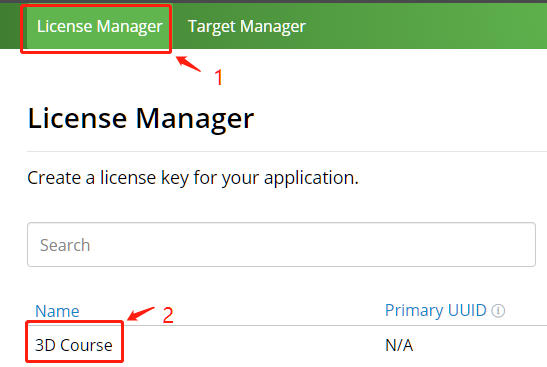 License Manager Target Manager
1
License Manager
Create a license key for your application.
Search
2
Name Primary UUID
3D Course N/A